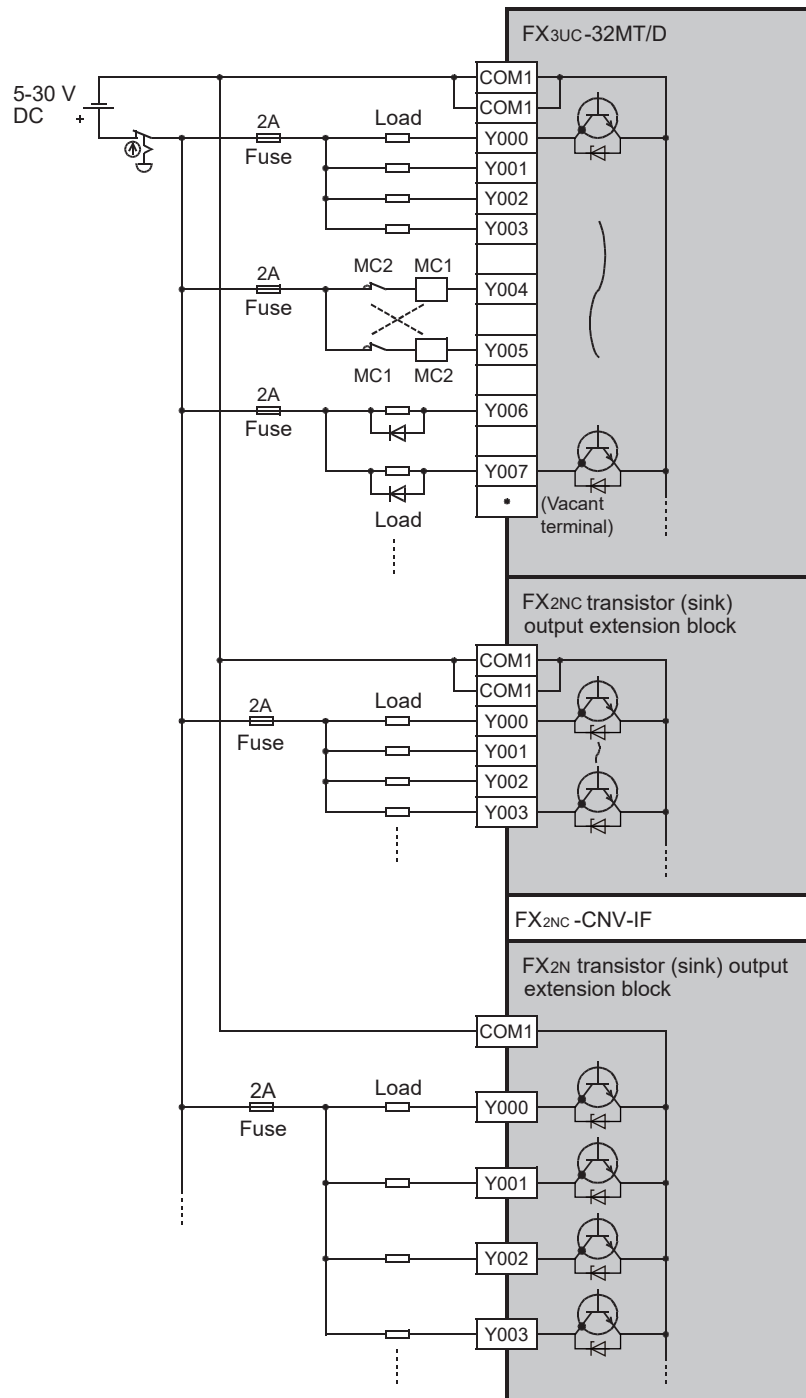 FX3UC-32MT/D
COM1
5-30 V
DC
+
COM1
2A
Load
Y000
Fuse
Y001
Y002
Y003
MC2
MC1
2A
Y004
Fuse
Y005
MC1
MC2
2A
Y006
Fuse
Y007
(Vacant
terminal)
Load
FX2NC transistor (sink)
output extension block
COM1
COM1
2A
Load
Y000
Fuse
Y001
Y002
Y003
FX2NC -CNV-IF
FX2N transistor (sink) output
extension block
COM1
2A
Load
Y000
Fuse
Y001
Y002
Y003